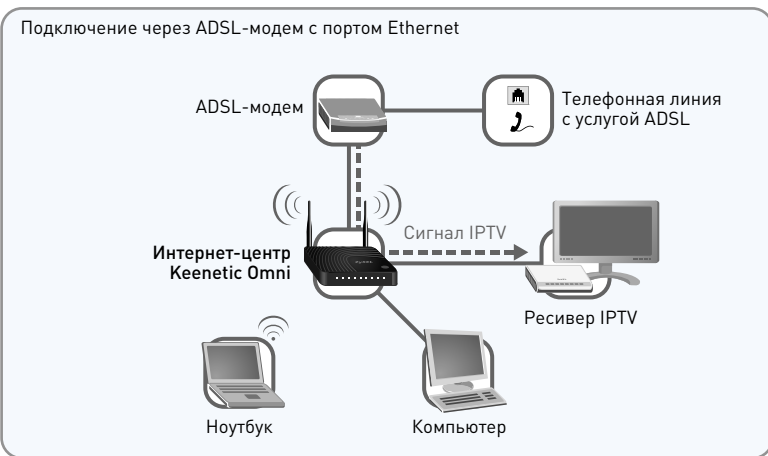 Подключение через ADSL-модем с портом Ethernet
ADSL-модем
Телефонная линия
с услугой ADSL
Сигнал IPTV
Интернет-центр
Keenetic Omni
ZyXEL
Ресивер IPTV
Ноутбук
Компьютер